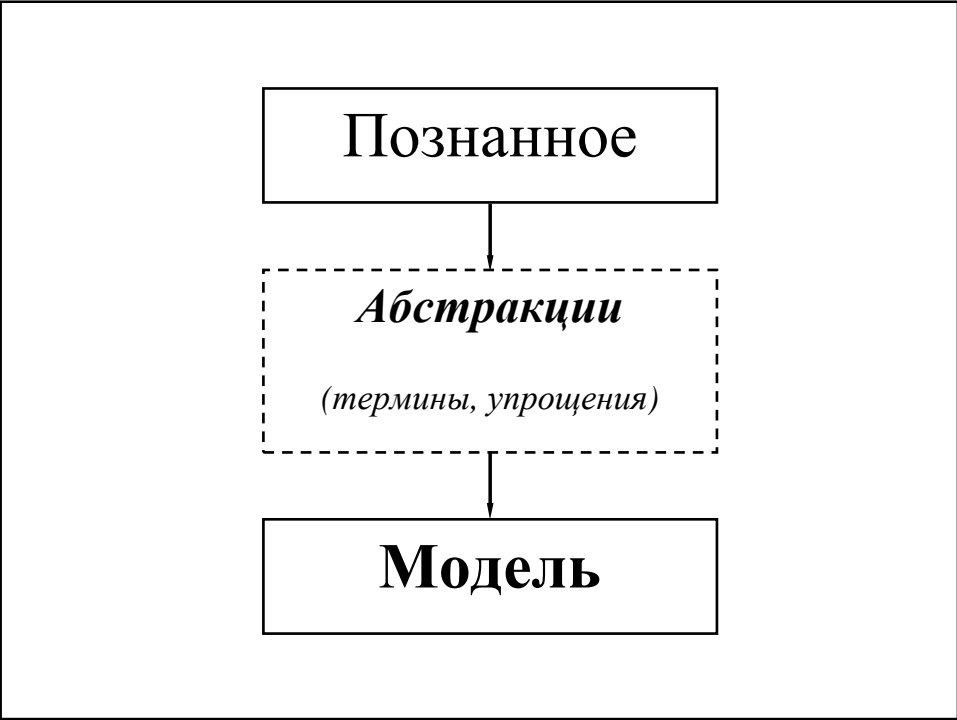 Познанное
Абстракции
(термины, упрощения)
Модель